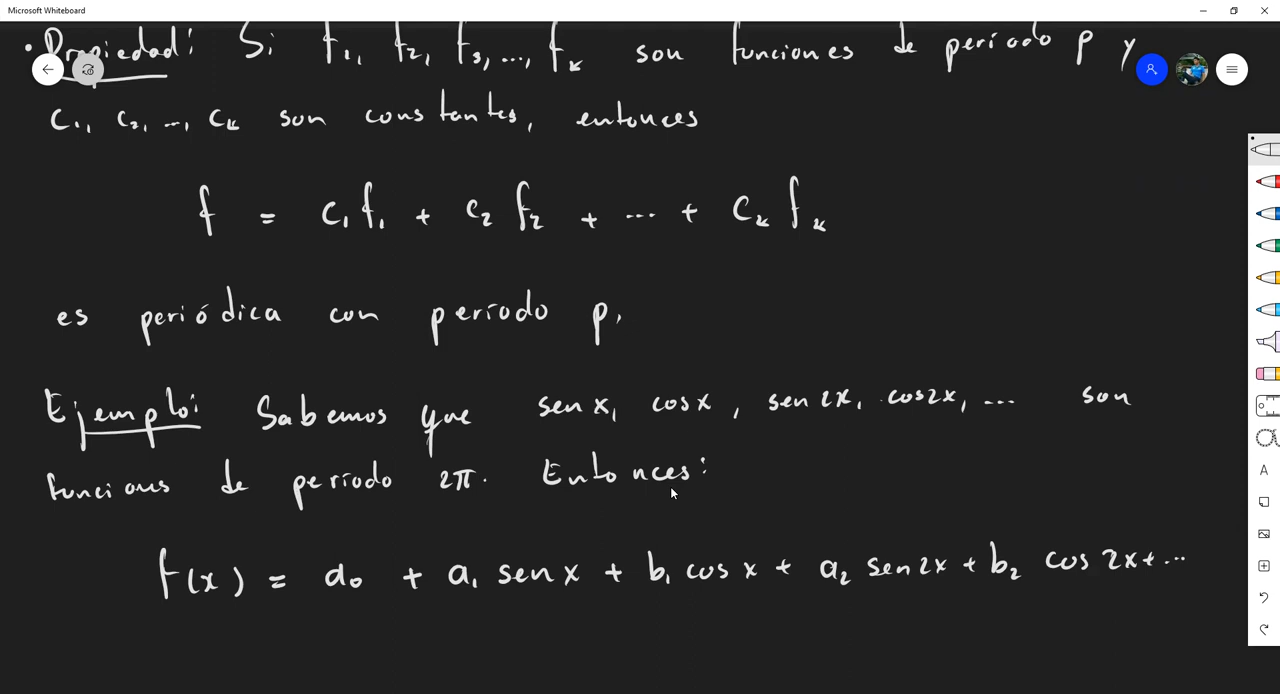 Microsoft Whiteboard
• Propiedad: Si f₁, f₂, f₃, ..., fₖ son funciones de período p y
c₁, c₂, ..., cₖ son constantes, entonces
f = c₁f₁ + c₂f₂ + ... + cₖfₖ
es periódica con período p.
Ejemplo: Sabemos que sen x, cos x, sen 2x, cos 2x, ... son
funcions de período 2π. Entonces:
f(x) = a₀ + a₁ sen x + b₁ cos x + a₂ sen 2x + b₂ cos 2x + ...
A